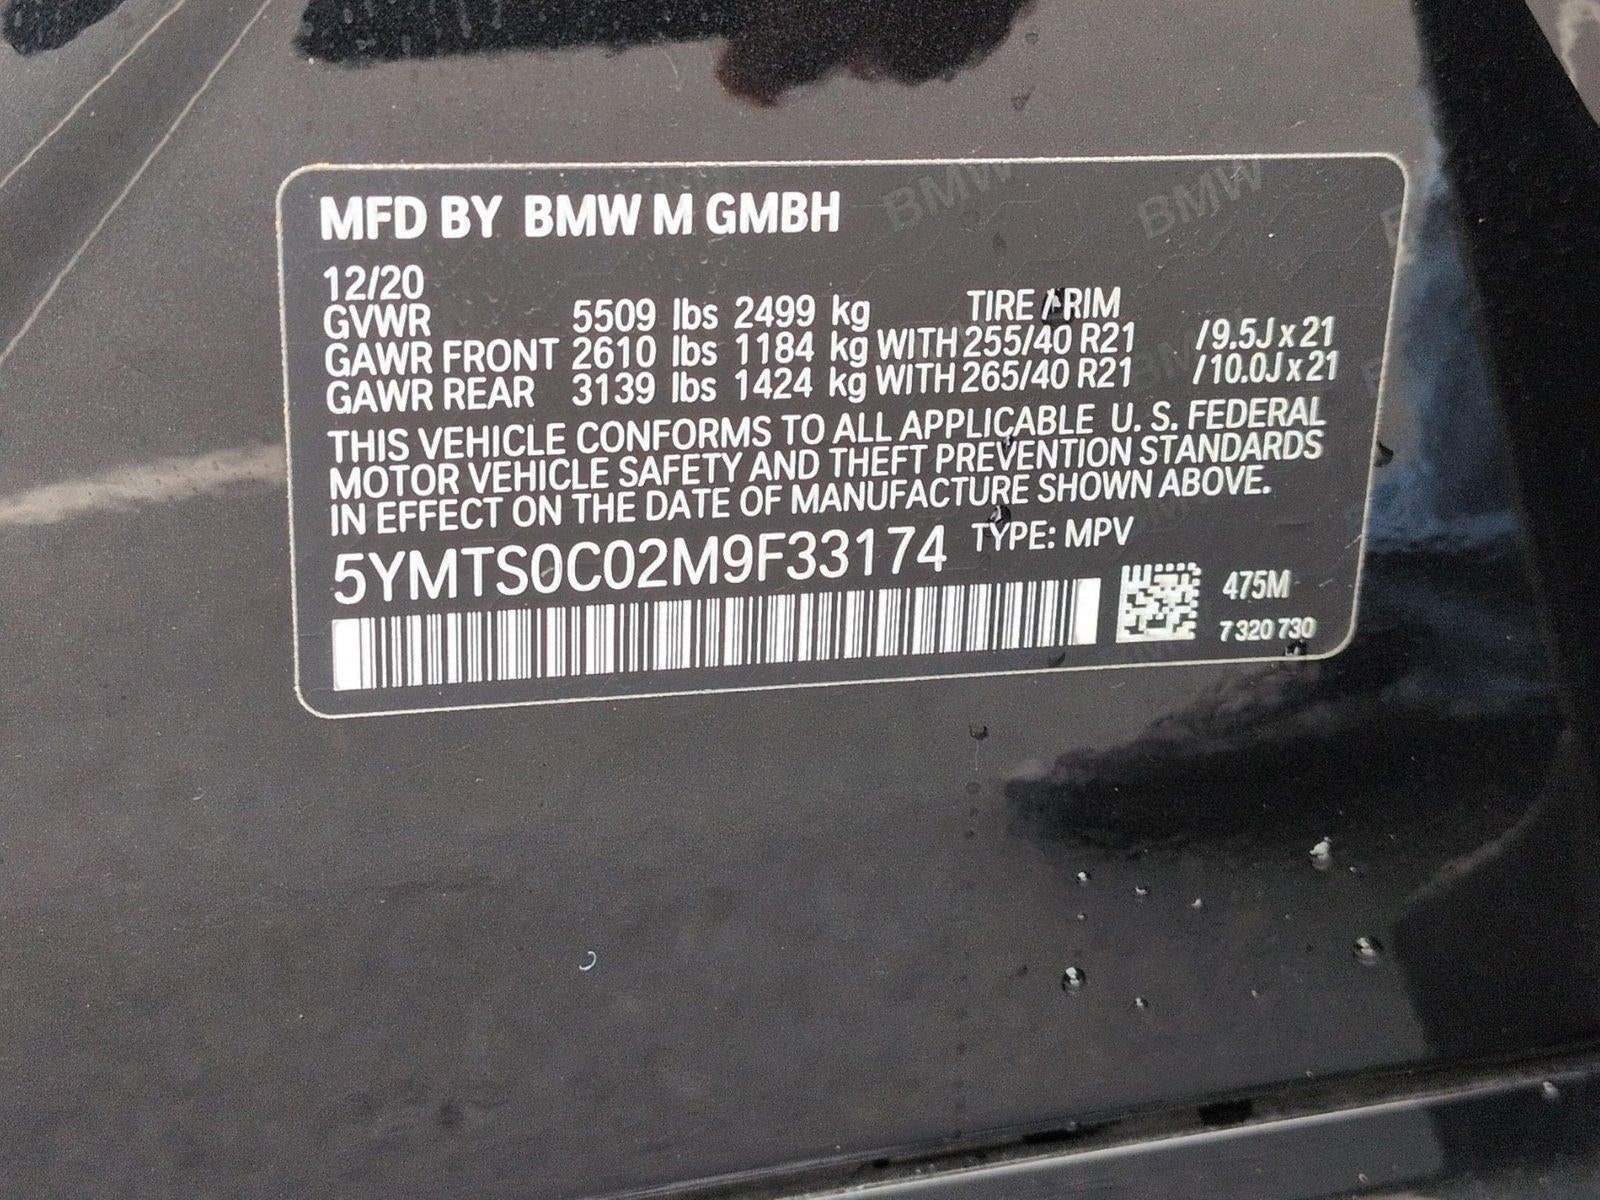 MFD BY BMW M GMBH
12/20 TIRE / RIM
GVWR 5509 lbs 2499 kg
GAWR FRONT 2610 lbs 1184 kg WITH 255/40 R21 /9.5J x 21
GAWR REAR 3139 lbs 1424 kg WITH 265/40 R21 /10.0J x 21
THIS VEHICLE CONFORMS TO ALL APPLICABLE U. S. FEDERAL
MOTOR VEHICLE SAFETY AND THEFT PREVENTION STANDARDS
IN EFFECT ON THE DATE OF MANUFACTURE SHOWN ABOVE.
5YMTS0C02M9F33174 TYPE: MPV
475M
7 320 730
BMW BMW